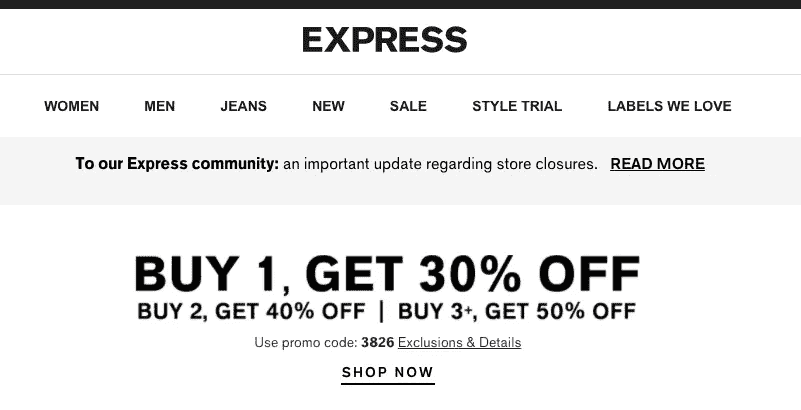 EXPRESS
WOMEN MEN JEANS NEW SALE STYLE TRIAL LABELS WE LOVE
To our Express community: an important update regarding store closures. READ MORE
BUY 1, GET 30% OFF
BUY 2, GET 40% OFF | BUY 3+, GET 50% OFF
Use promo code: 3826 Exclusions & Details
SHOP NOW